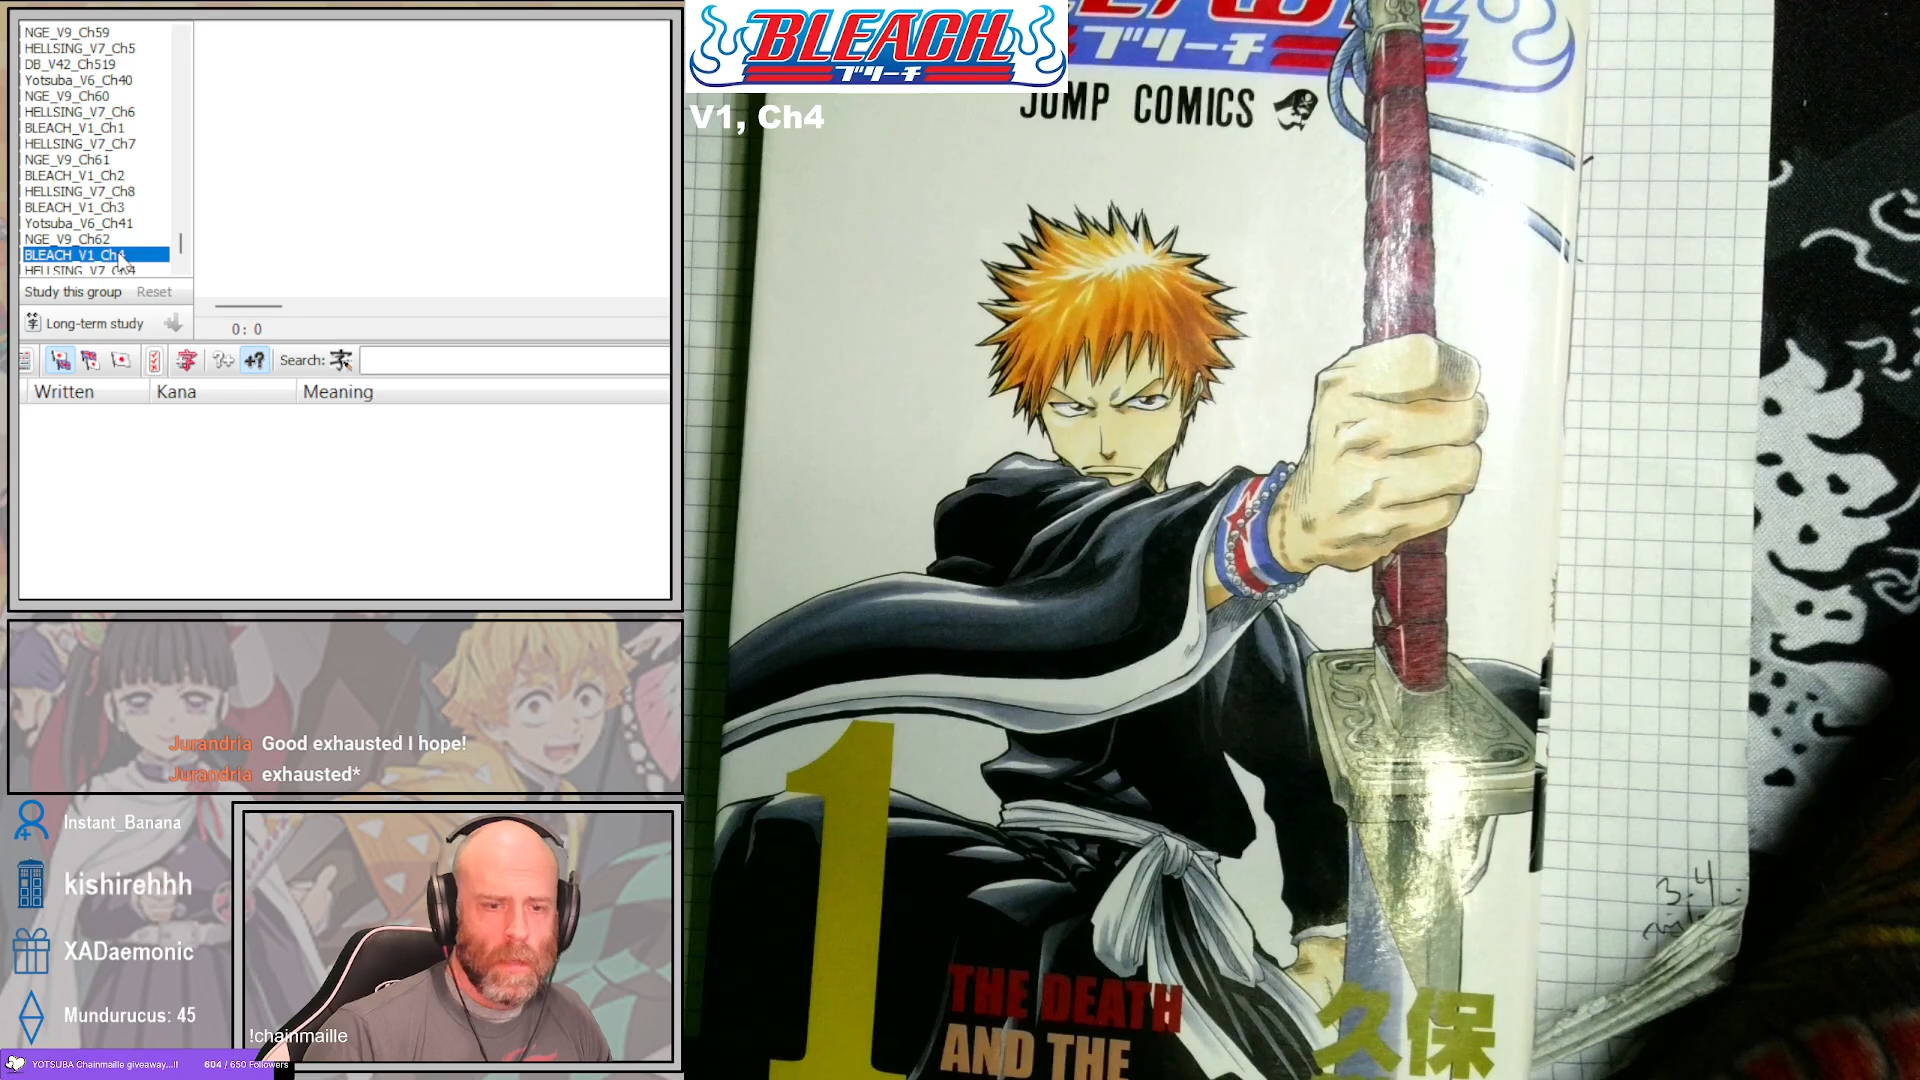 NGE_V9_Ch59
HELLSING_V7_Ch5
DB_V42_Ch519
Yotsuba_V6_Ch40
NGE_V9_Ch60
HELLSING_V7_Ch6
BLEACH_V1_Ch1
HELLSING_V7_Ch7
NGE_V9_Ch61
BLEACH_V1_Ch2
HELLSING_V7_Ch8
BLEACH_V1_Ch3
Yotsuba_V6_Ch41
NGE_V9_Ch62
BLEACH_V1_Ch4
Study this group Reset
Long-term study
0: 0
Search:
Written Kana Meaning
Jurandria Good exhausted I hope!
Jurandria exhausted*
Instant_Banana
kishirehhh
XADaemonic
Mundurucus: 45
!chainmaille
YOTSUBA Chainmaille giveaway...!! 604 / 650 Followers
BLEACH
ブリーチ
V1, Ch4
ブリーチ
JUMP COMICS
1
THE DEATH
AND THE
久保
3.4